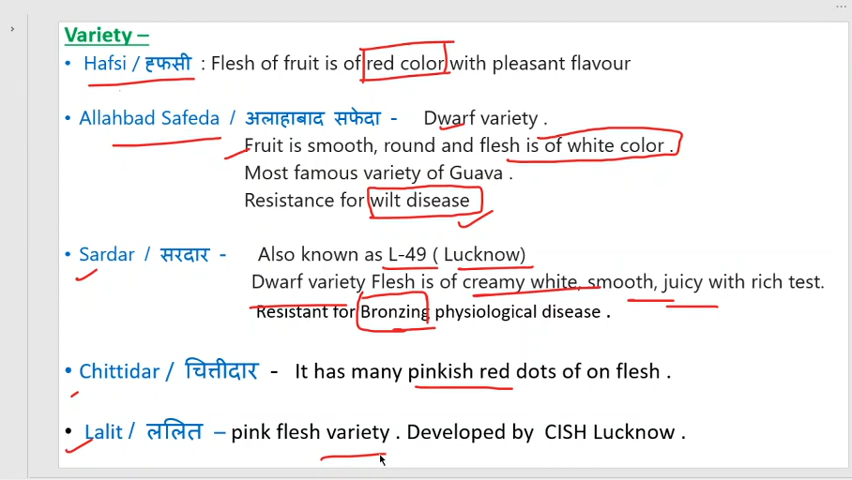 Variety –
• Hafsi / हफसी : Flesh of fruit is of red color with pleasant flavour
• Allahbad Safeda / अलाहाबाद सफेदा - Dwarf variety .
Fruit is smooth, round and flesh is of white color .
Most famous variety of Guava .
Resistance for wilt disease
• Sardar / सरदार - Also known as L-49 ( Lucknow)
Dwarf variety Flesh is of creamy white, smooth, juicy with rich test.
Resistant for Bronzing physiological disease .
• Chittidar / चित्तीदार - It has many pinkish red dots of on flesh .
• Lalit / ललित – pink flesh variety . Developed by CISH Lucknow .